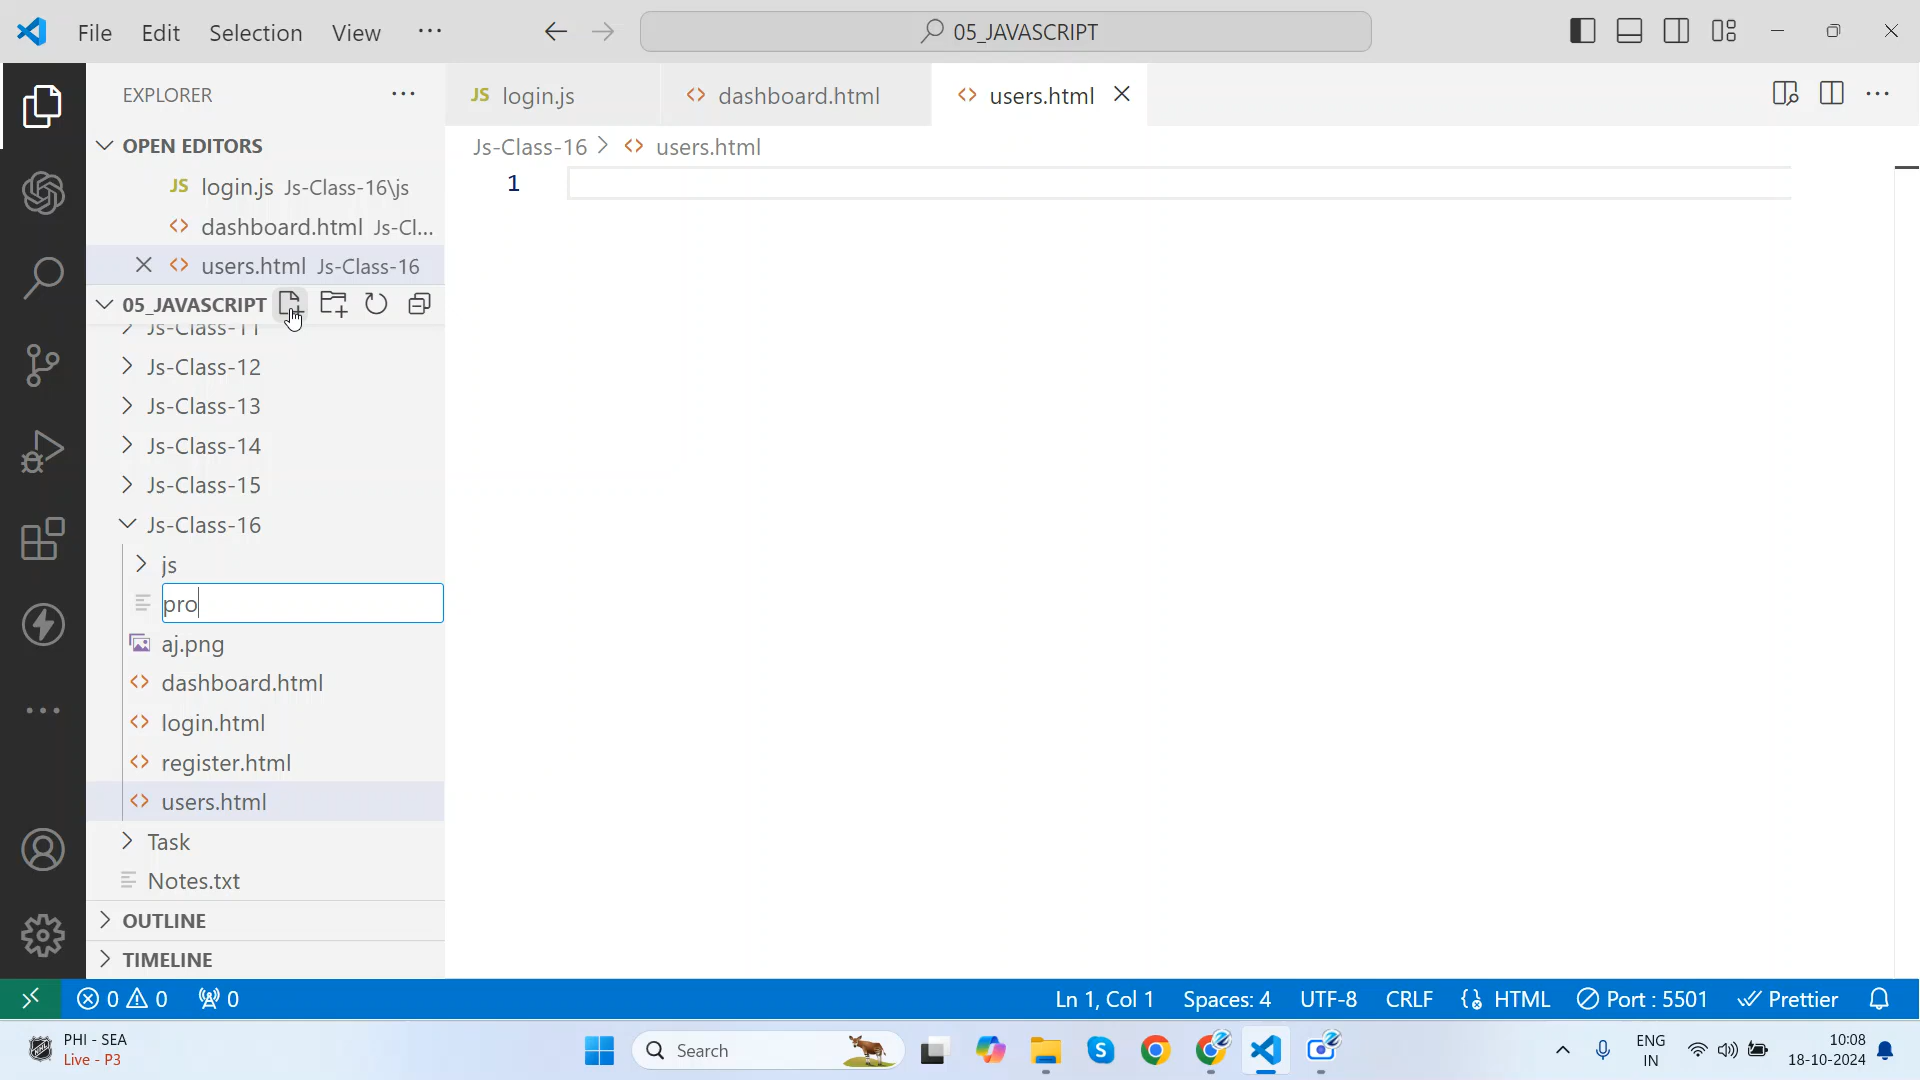 File Edit Selection View ··· 05_JAVASCRIPT
EXPLORER ···
JS login.js <> dashboard.html <> users.html
OPEN EDITORS
JS login.js Js-Class-16\js
<> dashboard.html Js-Cl...
<> users.html Js-Class-16
05_JAVASCRIPT
Js-Class-16 > <> users.html
1
Js-Class-11
Js-Class-12
Js-Class-13
Js-Class-14
Js-Class-15
Js-Class-16
js
pro
aj.png
<> dashboard.html
<> login.html
<> register.html
<> users.html
Task
Notes.txt
OUTLINE
TIMELINE
0 0 0 Ln 1, Col 1 Spaces: 4 UTF-8 CRLF {} HTML Port : 5501 Prettier
PHI - SEA
Live - P3
Search
ENG
IN
10:08
18-10-2024